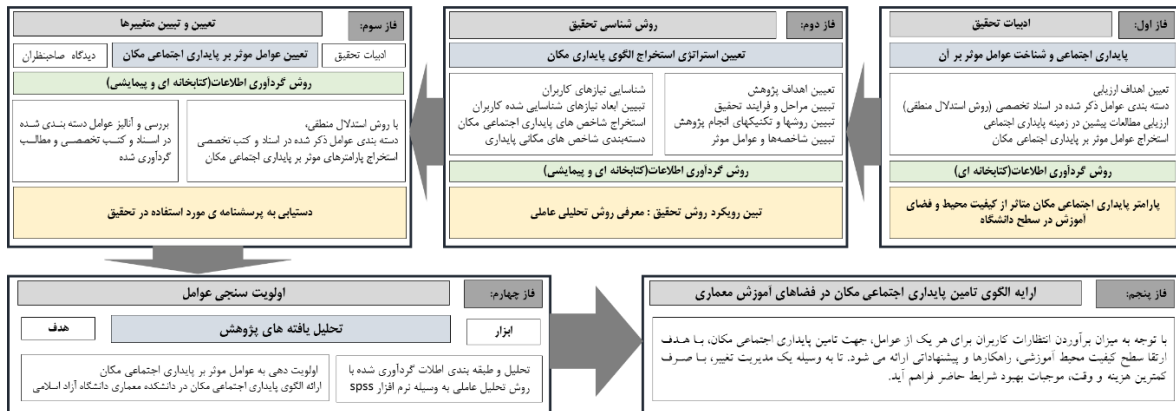 فاز اول:
ادبیات تحقیق
پایداری اجتماعی و شناخت عوامل موثر بر آن
تعیین اهداف ارزیابی
دسته بندی عوامل ذکر شده در اسناد تخصصی (روش استدلال منطقی)
ارزیابی مطالعات پیشین در زمینه پایداری اجتماعی
استخراج عوامل موثر بر پایداری اجتماعی مکان
روش گردآوری اطلاعات(کتابخانه ای)
پارامتر پایداری اجتماعی مکان متاثر از کیفیت محیط و فضای
آموزش در سطح دانشگاه
فاز دوم:
روش شناسی تحقیق
تعیین استراتژی استخراج الگوی پایداری مکان
تعیین اهداف پژوهش
تبیین مراحل و فرایند تحقیق
تبیین روشها و تکنیکهای انجام پژوهش
تبیین شاخصه‌ها و عوامل موثر
شناسایی نیازهای کاربران
تبیین ابعاد نیازهای شناسایی شده کاربران
استخراج شاخص های پایداری اجتماعی مکان
دسته‌بندی شاخص های مکانی پایداری
روش گردآوری اطلاعات(کتابخانه ای و پیمایشی)
تبین رویکرد روش تحقیق : معرفی روش تحلیلی عاملی
فاز سوم:
تعیین و تبیین متغییرها
ادبیات تحقیق
تعیین عوامل موثر بر پایداری اجتماعی مکان
دیدگاه صاحبنظران
روش گردآوری اطلاعات(کتابخانه ای و پیمایشی)
با روش استدلال منطقی،
دسته بندی عوامل ذکر شده در اسناد و کتب تخصصی
استخراج پارامترهای موثر بر پایداری اجتماعی مکان
بررسی و آنالیز عوامل دسته بندی شده
در اسناد و کتب تخصصی و مطالب
گردآوری شده
دستیابی به پرسشنامه ی مورد استفاده در تحقیق
فاز چهارم:
اولویت سنجی عوامل
ابزار
تحلیل یافته های پژوهش
هدف
تحلیل و طبقه بندی اطلات گردآوری شده با
روش تحلیل عاملی به وسیله نرم افزار spss
اولویت دهی به عوامل موثر بر پایداری اجتماعی مکان
ارائه الگوی پایداری اجتماعی مکان در دانشکده معماری دانشگاه آزاد اسلامی
فاز پنجم:
ارایه الگوی تامین پایداری اجتماعی مکان در فضاهای آموزش معماری
با توجه به میزان برآوردن انتظارات کاربران برای هر یک از عوامل، جهت تامین پایداری اجتماعی مکان، با هدف
ارتقا سطح کیفیت محیط آموزشی، راهکارها و پیشنهاداتی ارائه می شود. تا به وسیله یک مدیریت تغییر، با صرف
کمترین هزینه و وقت، موجبات بهبود شرایط حاضر فراهم آید.